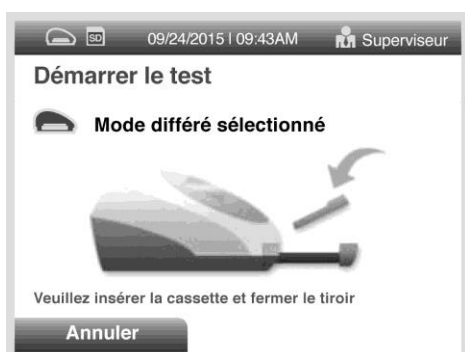 SD 09/24/2015 | 09:43AM Superviseur
Démarrer le test
Mode différé sélectionné
Veuillez insérer la cassette et fermer le tiroir
Annuler